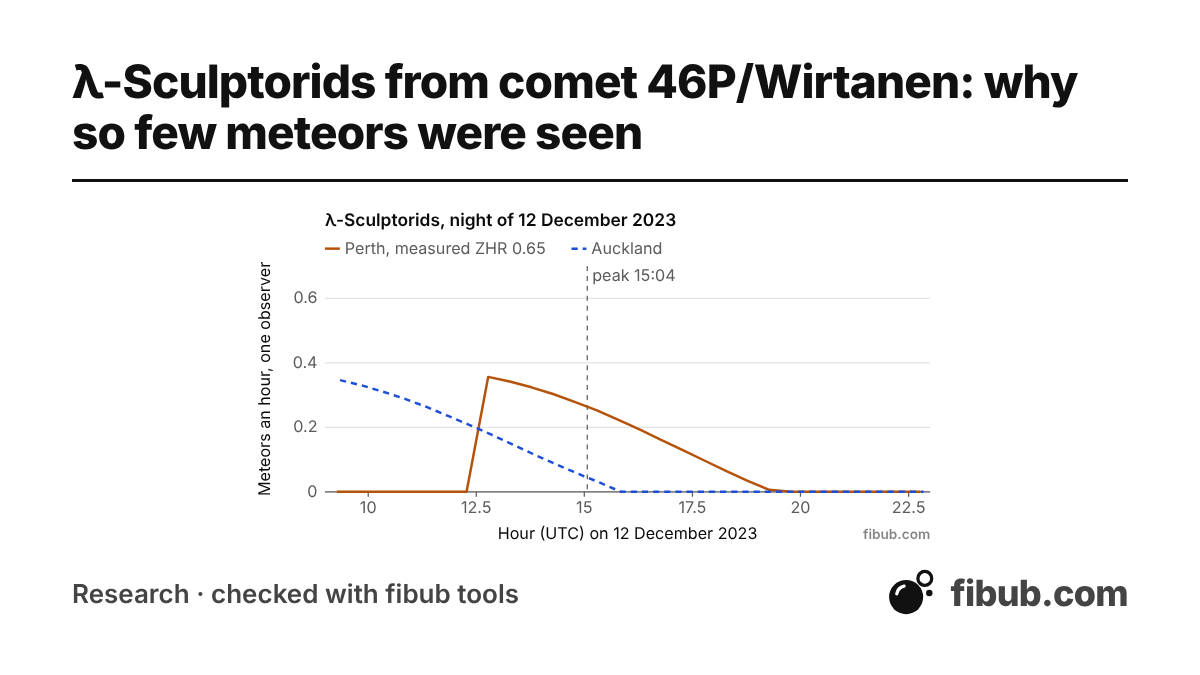 λ-Sculptorids from comet 46P/Wirtanen: why
so few meteors were seen
λ-Sculptorids, night of 12 December 2023
Perth, measured ZHR 0.65
Auckland
peak 15:04
Meteors an hour, one observer
0.6
0.4
0.2
0
10
12.5
15
17.5
20
22.5
Hour (UTC) on 12 December 2023
fibub.com
Research · checked with fibub tools
fibub.com